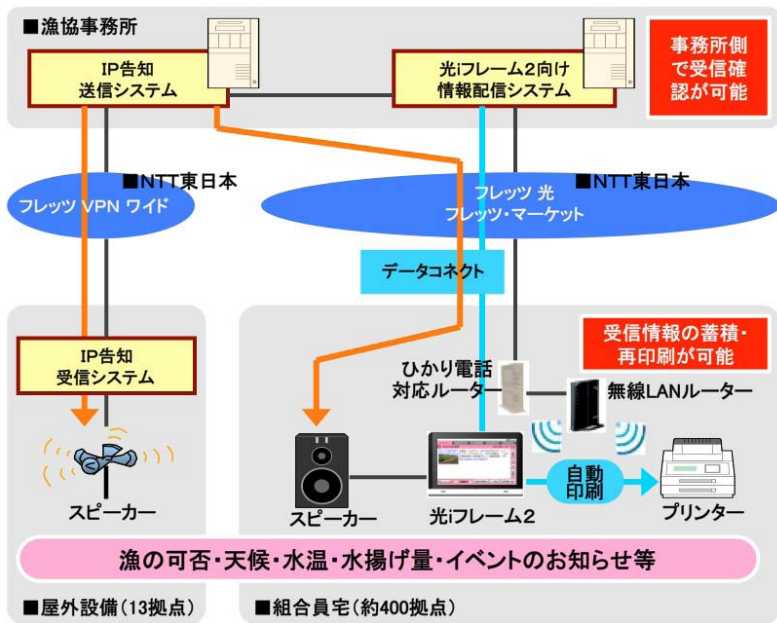 ■漁協事務所
IP告知
送信システム
光iフレーム2向け
情報配信システム
事務所側
で受信確
認が可能
■NTT東日本
フレッツ VPN ワイド
■NTT東日本
フレッツ 光
フレッツ・マーケット
データコネクト
IP告知
受信システム
受信情報の蓄積・
再印刷が可能
ひかり電話
対応ルータ
無線LANルーター
スピーカー
スピーカー
光iフレーム2
自動
印刷
プリンター
漁の可否・天候・水温・水揚げ量・イベントのお知らせ等
■屋外設備(13拠点)
■組合員宅(約400拠点)